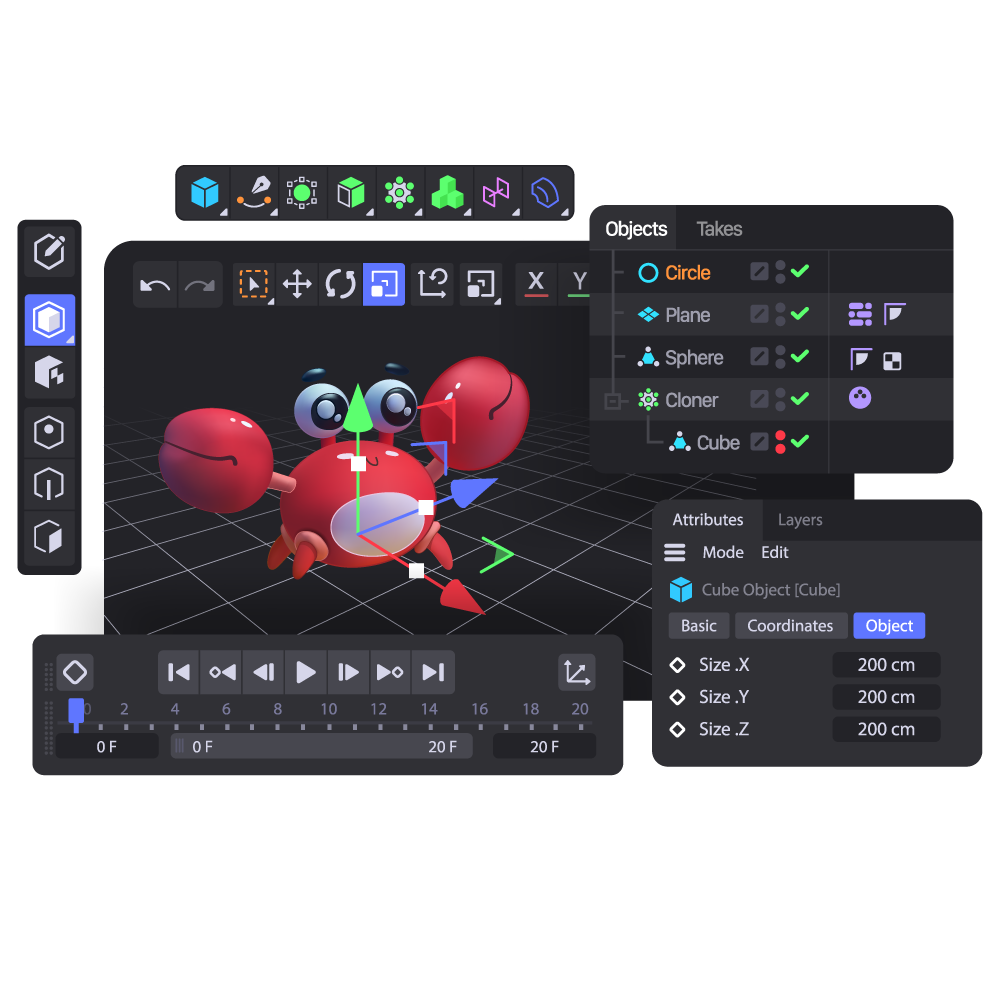 Objects Takes
X Y
Circle
Plane
Sphere
Cloner
Cube
Attributes Layers
Mode Edit
Cube Object [Cube]
Basic Coordinates Object
Size .X 200 cm
Size .Y 200 cm
Size .Z 200 cm
0 2 4 6 8 10 12 14 16 18 20
0 F 0 F 20 F 20 F